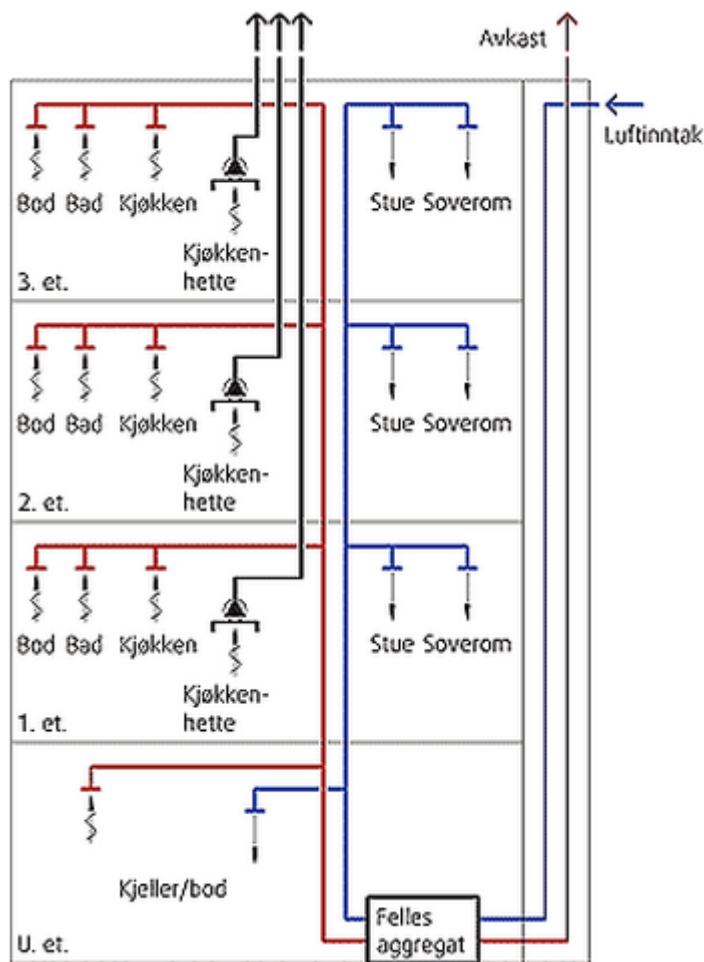 Avkast
Luftinntak
Bod Bad Kjøkken
Kjøkken-
hette
Stue Soverom
3. et.
Bod Bad Kjøkken
Kjøkken-
hette
Stue Soverom
2. et.
Bod Bad Kjøkken
Kjøkken-
hette
Stue Soverom
1. et.
Kjeller/bod
Felles
aggregat
U. et.